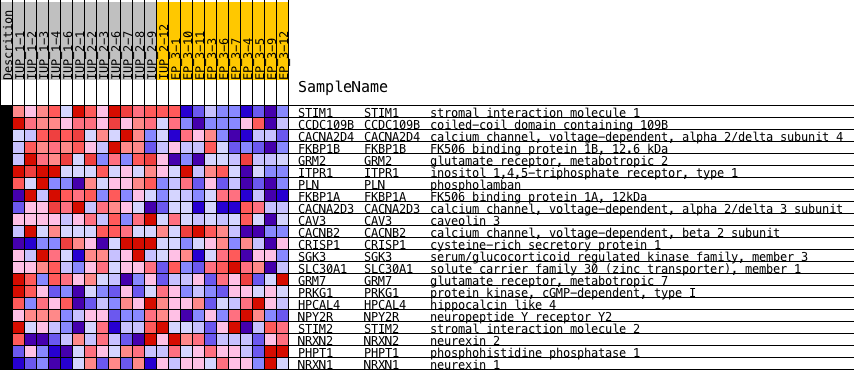 Descrition
IUP_1-1
IUP_1-2
IUP_1-3
IUP_1-4
IUP_1-6
IUP_2-1
IUP_2-2
IUP_2-3
IUP_2-6
IUP_2-7
IUP_2-8
IUP_2-9
IUP_2-12
EP_3-1
EP_3-10
EP_3-11
EP_3-3
EP_3-6
EP_3-7
EP_3-4
EP_3-5
EP_3-9
EP_3-12
SampleName
STIM1 STIM1 stromal interaction molecule 1
CCDC109B CCDC109B coiled-coil domain containing 109B
CACNA2D4 CACNA2D4 calcium channel, voltage-dependent, alpha 2/delta subunit 4
FKBP1B FKBP1B FK506 binding protein 1B, 12.6 kDa
GRM2 GRM2 glutamate receptor, metabotropic 2
ITPR1 ITPR1 inositol 1,4,5-triphosphate receptor, type 1
PLN PLN phospholamban
FKBP1A FKBP1A FK506 binding protein 1A, 12kDa
CACNA2D3 CACNA2D3 calcium channel, voltage-dependent, alpha 2/delta 3 subunit
CAV3 CAV3 caveolin 3
CACNB2 CACNB2 calcium channel, voltage-dependent, beta 2 subunit
CRISP1 CRISP1 cysteine-rich secretory protein 1
SGK3 SGK3 serum/glucocorticoid regulated kinase family, member 3
SLC30A1 SLC30A1 solute carrier family 30 (zinc transporter), member 1
GRM7 GRM7 glutamate receptor, metabotropic 7
PRKG1 PRKG1 protein kinase, cGMP-dependent, type I
HPCAL4 HPCAL4 hippocalcin like 4
NPY2R NPY2R neuropeptide Y receptor Y2
STIM2 STIM2 stromal interaction molecule 2
NRXN2 NRXN2 neurexin 2
PHPT1 PHPT1 phosphohistidine phosphatase 1
NRXN1 NRXN1 neurexin 1